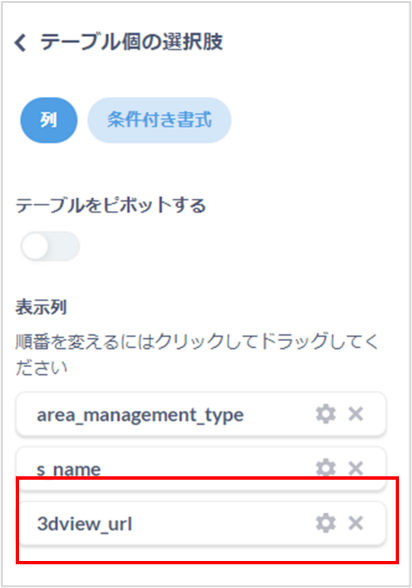 テーブル個の選択肢
列 条件付き書式
テーブルをピボットする
表示列
順番を変えるにはクリックしてドラッグしてく
ださい
area_management_type
s_name
3dview_url